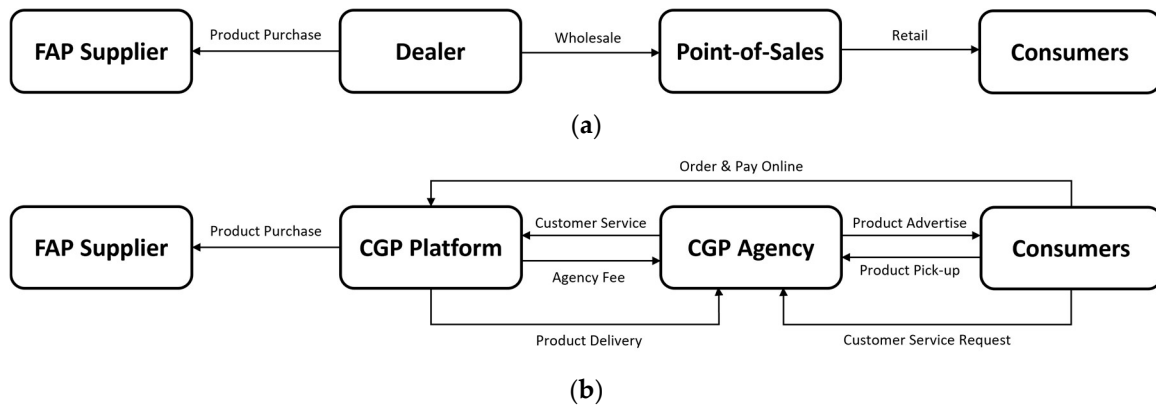 Product Purchase
Wholesale
Retail
FAP Supplier
Dealer
Point-of-Sales
Consumers
(a)
Order & Pay Online
Product Purchase
Customer Service
Product Advertise
FAP Supplier
CGP Platform
CGP Agency
Consumers
Agency Fee
Product Pick-up
Product Delivery
Customer Service Request
(b)